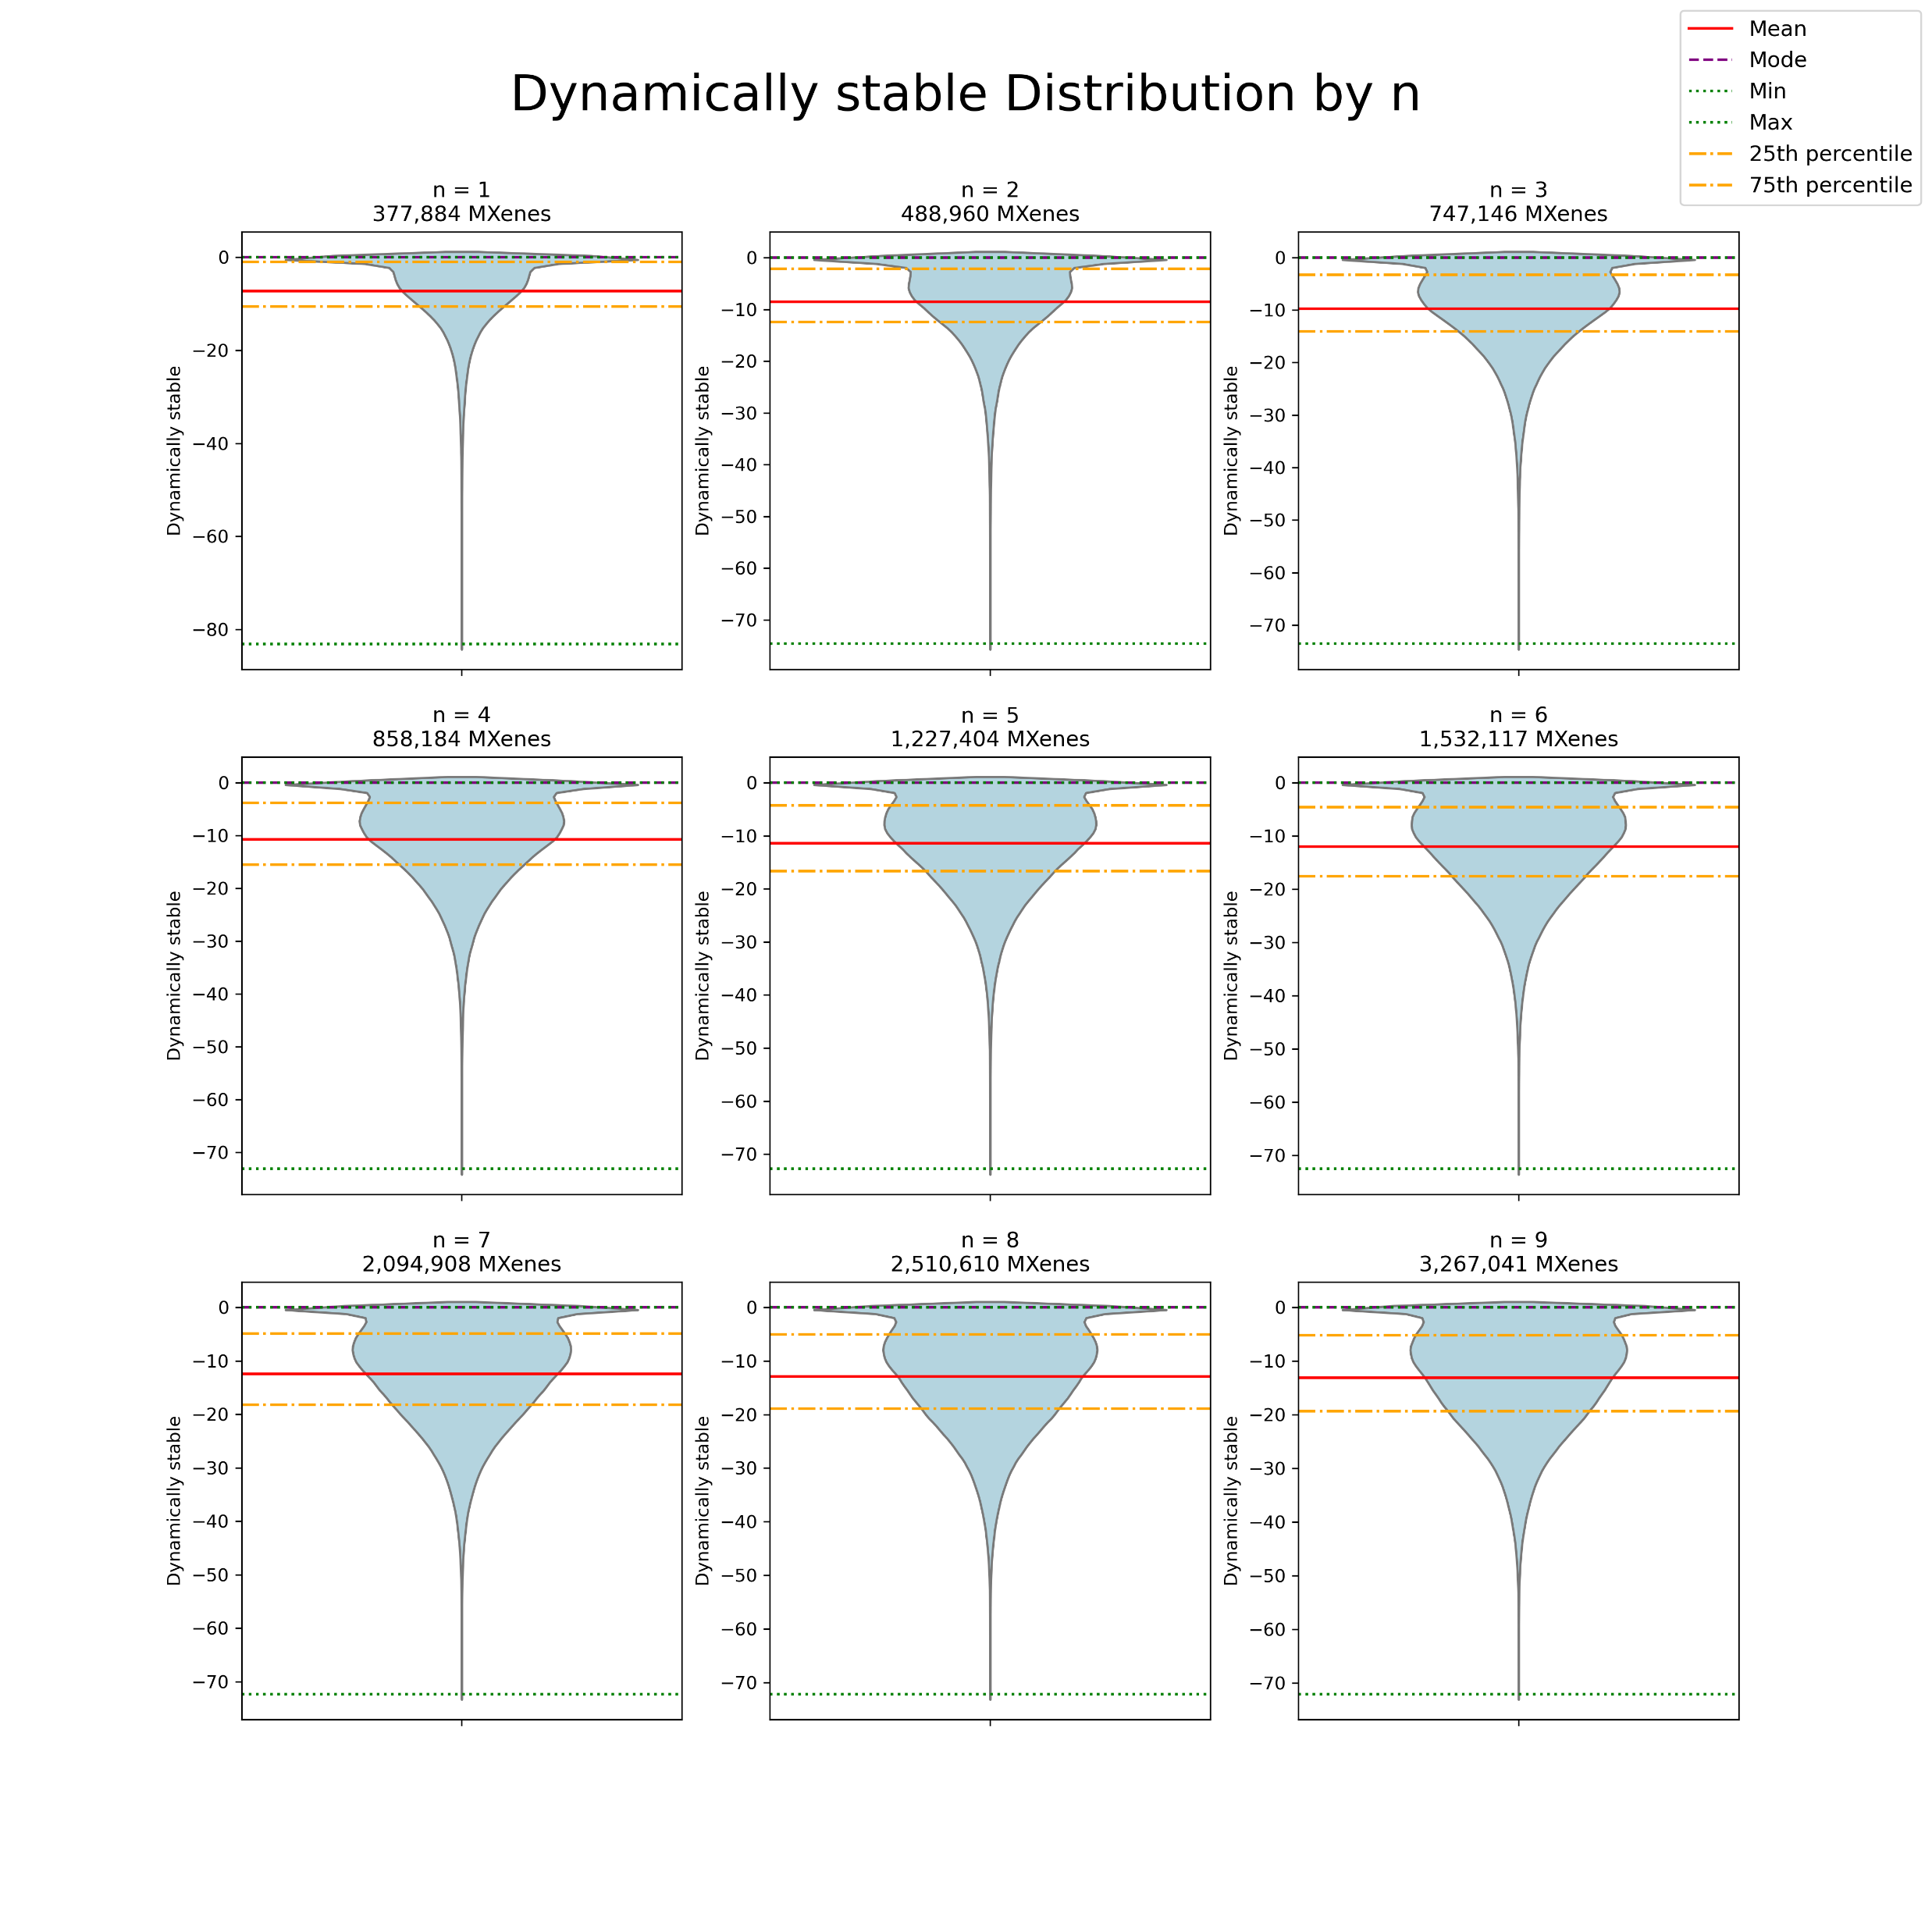 Mean
Mode
Min
Max
25th percentile
75th percentile
Dynamically stable Distribution by n
n = 1
377,884 MXenes
0
−20
−40
−60
−80
Dynamically stable
n = 2
488,960 MXenes
0
−10
−20
−30
−40
−50
−60
−70
Dynamically stable
n = 3
747,146 MXenes
0
−10
−20
−30
−40
−50
−60
−70
Dynamically stable
n = 4
858,184 MXenes
0
−10
−20
−30
−40
−50
−60
−70
Dynamically stable
n = 5
1,227,404 MXenes
0
−10
−20
−30
−40
−50
−60
−70
Dynamically stable
n = 6
1,532,117 MXenes
0
−10
−20
−30
−40
−50
−60
−70
Dynamically stable
n = 7
2,094,908 MXenes
0
−10
−20
−30
−40
−50
−60
−70
Dynamically stable
n = 8
2,510,610 MXenes
0
−10
−20
−30
−40
−50
−60
−70
Dynamically stable
n = 9
3,267,041 MXenes
0
−10
−20
−30
−40
−50
−60
−70
Dynamically stable